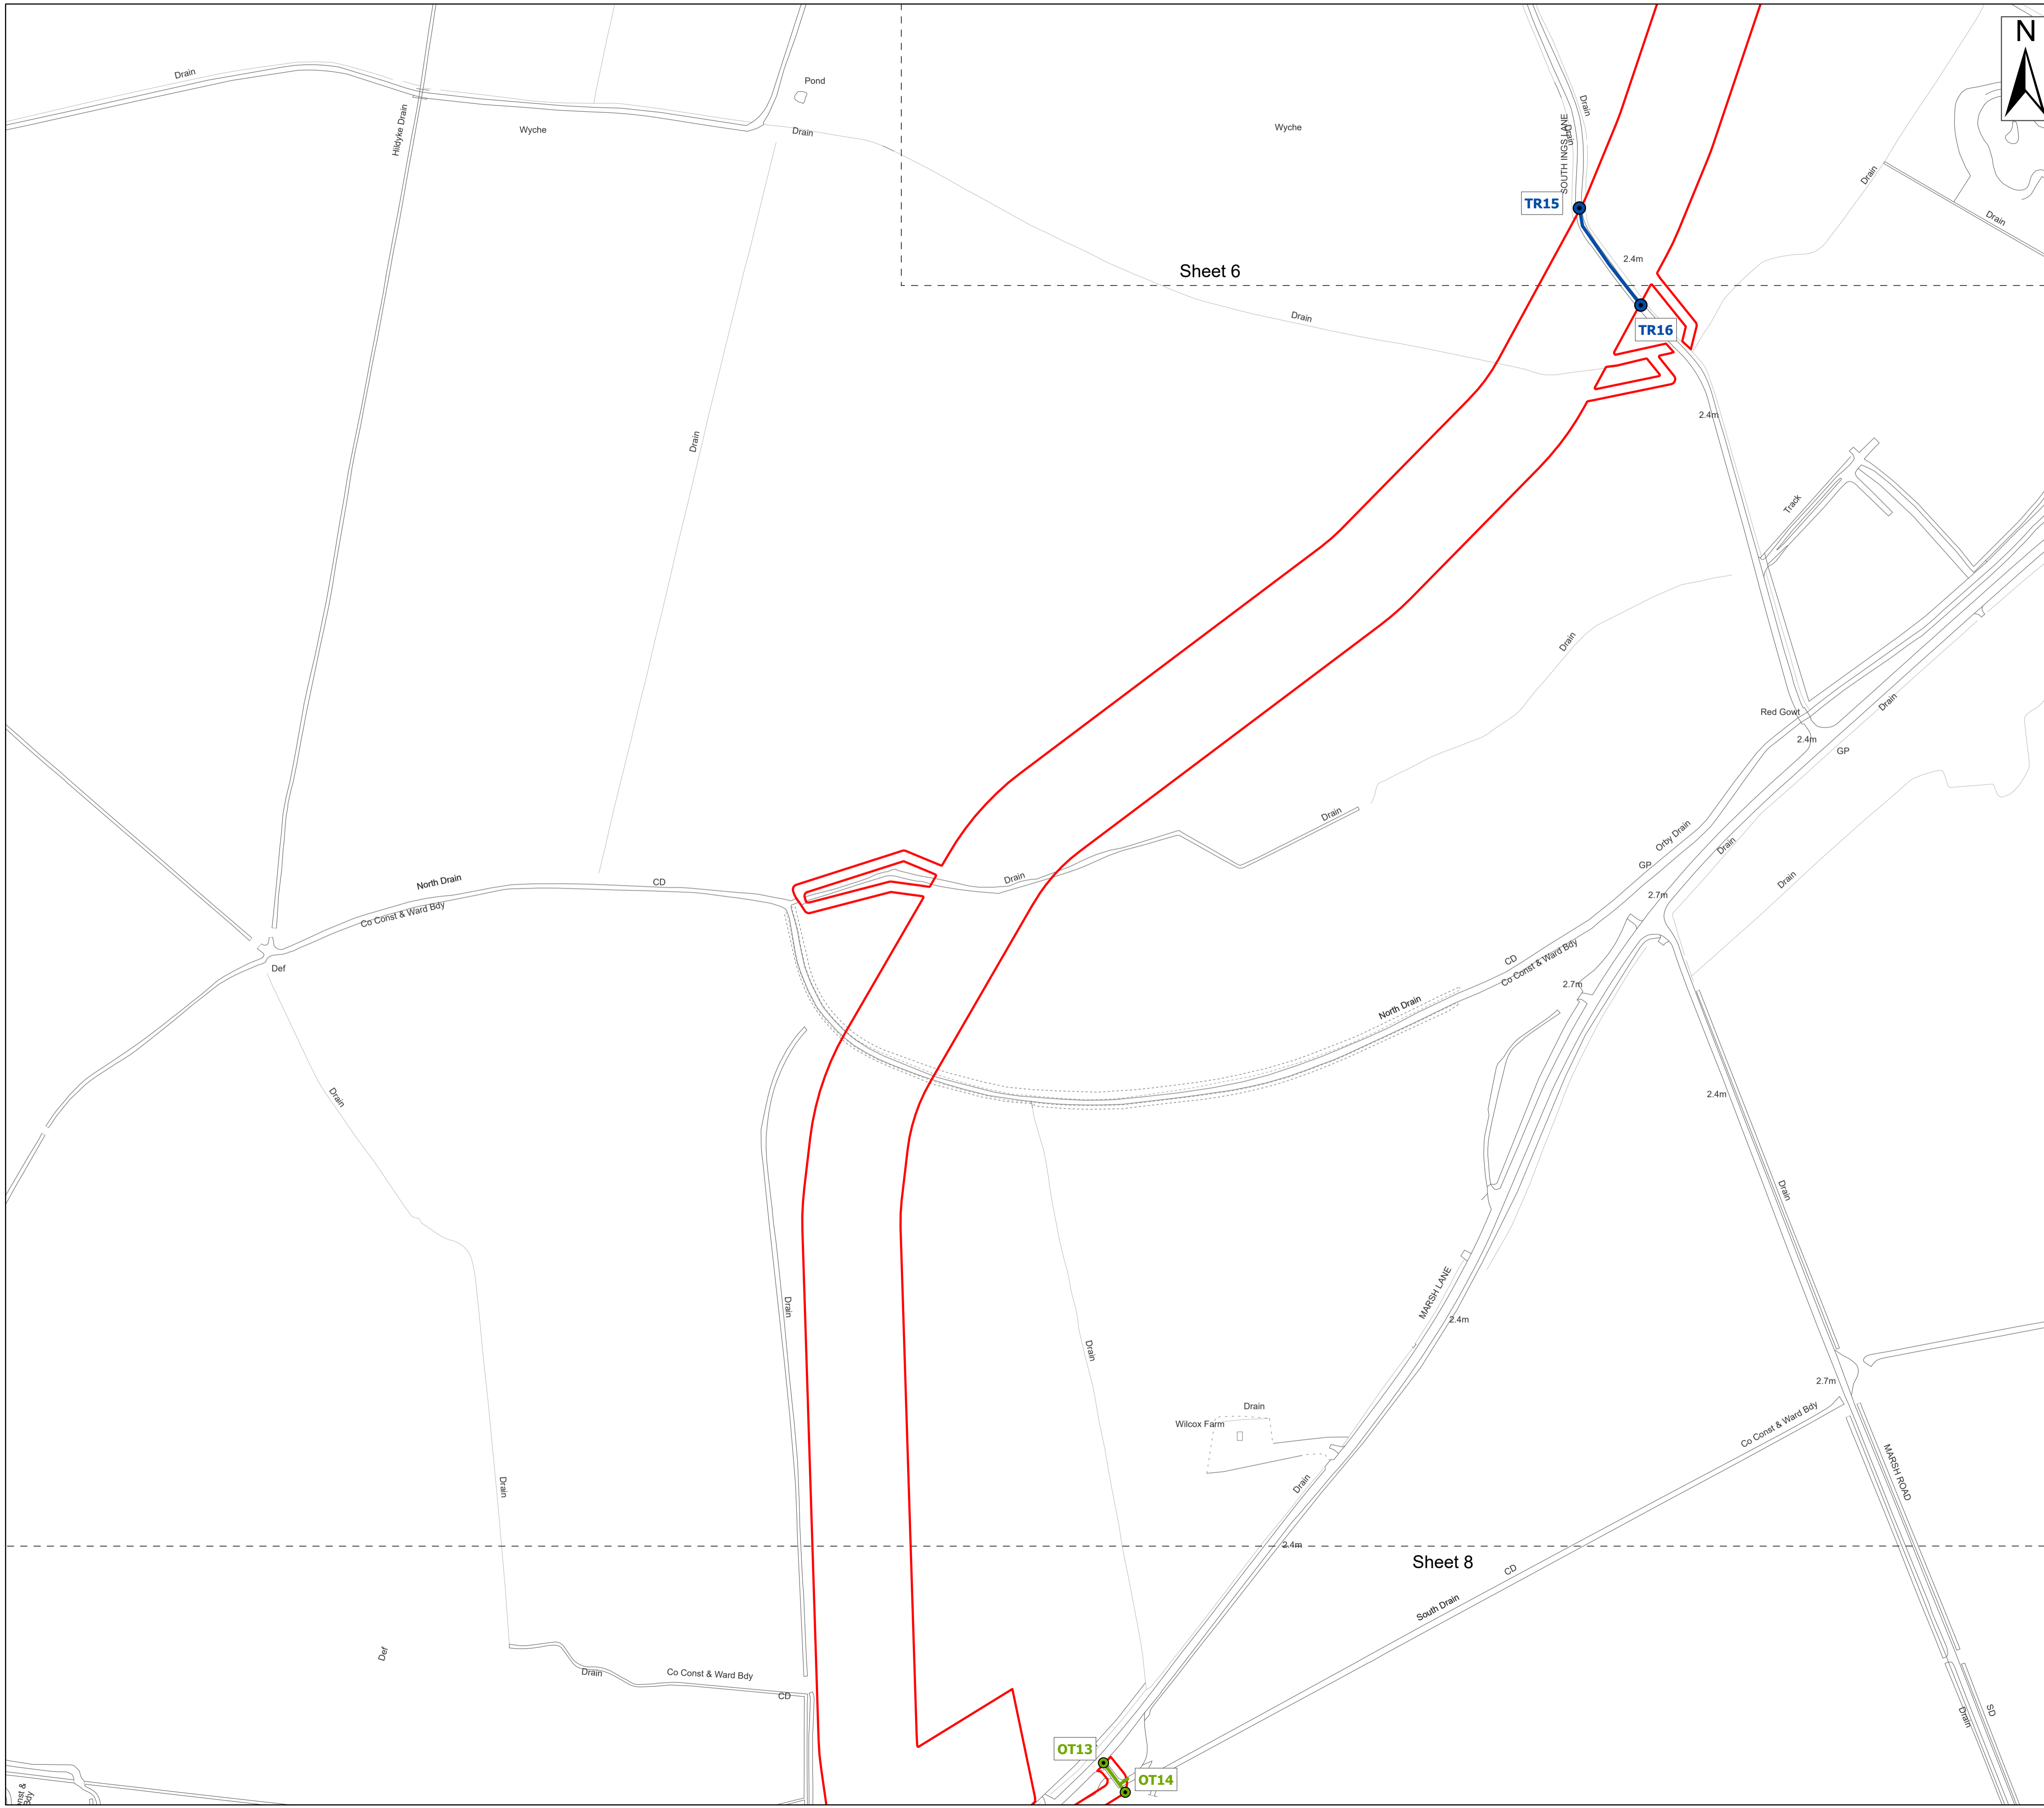 N
Drain
Pond
Hildyke Drain
Wyche
Drain
Wyche
Drain
Drain
SOUTH INGS LANE
Drain
Drain
TR15
2.4m
Sheet 6
Drain
TR16
2.4m
Drain
Track
Drain
Red Gowt
Drain
2.4m
GP
Drain
Orby Drain
Drain
GP
Drain
Drain
North Drain
CD
2.7m
Co Const & Ward Bdy
CD
Co Const & Ward Bdy
Def
2.7m
North Drain
Drain
2.4m
Drain
MARSH LANE
Drain
2.4m
Drain
2.7m
Drain
Wilcox Farm
Co Const & Ward Bdy
Drain
Drain
MARSH ROAD
2.4m
Sheet 8
CD
South Drain
Def
Drain
Co Const & Ward Bdy
CD
SD
Drain
OT13
OT14
Bdy